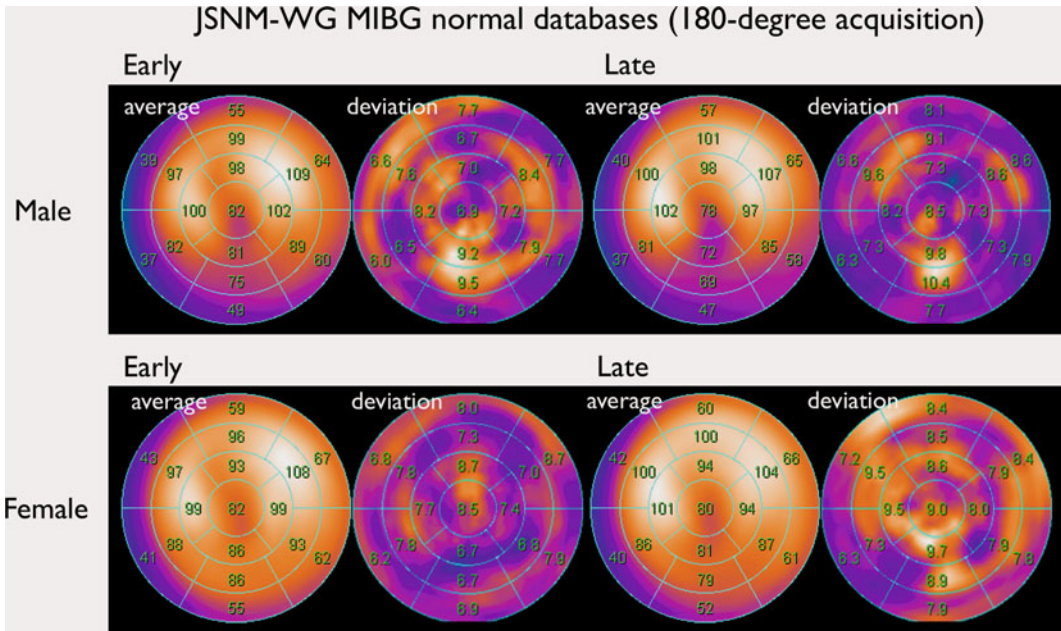 JSNM-WG MIBG normal databases (180-degree acquisition)
Early Late
average 55 deviation 7.7 average 57 deviation 8.1
99 6.7 101 9.1
39 97 98 109 64 6.6 7.6 7.0 8.4 7.7 40 100 98 107 65 6.8 9.6 7.3 8.6 8.6
Male 100 82 102 8.2 6.9 7.2 102 78 97 8.2 8.5 7.3
37 82 81 89 60 6.0 6.5 9.2 7.9 7.7 37 81 72 85 58 6.3 7.3 9.8 7.3 7.9
75 9.5 69 10.4
49 6.4 47 7.7
Early Late
average 59 deviation 8.0 average 60 deviation 8.4
96 7.3 100 8.5
43 97 93 108 67 6.8 7.8 8.7 7.0 8.7 42 100 94 104 66 7.2 9.5 8.6 7.9 8.4
Female 99 82 99 7.7 8.5 7.4 101 80 94 9.5 9.0 8.0
41 88 86 93 62 6.2 7.8 6.7 6.8 7.9 40 86 81 87 61 6.3 7.3 9.7 7.9 7.8
86 6.7 79 8.9
55 6.9 52 7.9